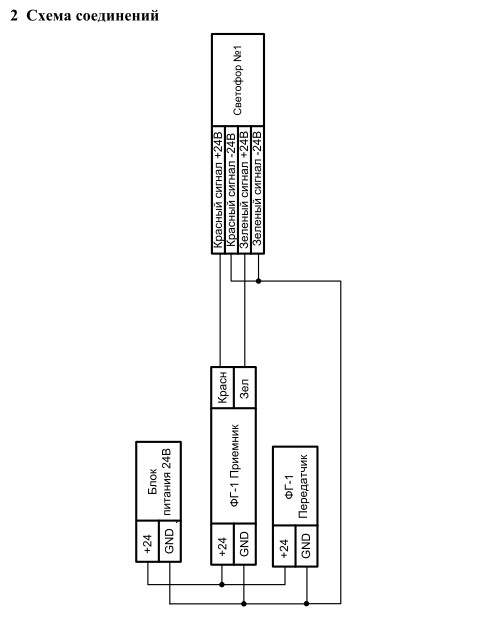 2 Схема соединений
Светофор №1
Красный сигнал +24В
Красный сигнал -24В
Зеленый сигнал +24В
Зеленый сигнал -24В
Красн
Зел
ФГ-1 Приемник
+24
GND
Блок
питания 24В
+24
GND
ФГ-1
Передатчик
+24
GND